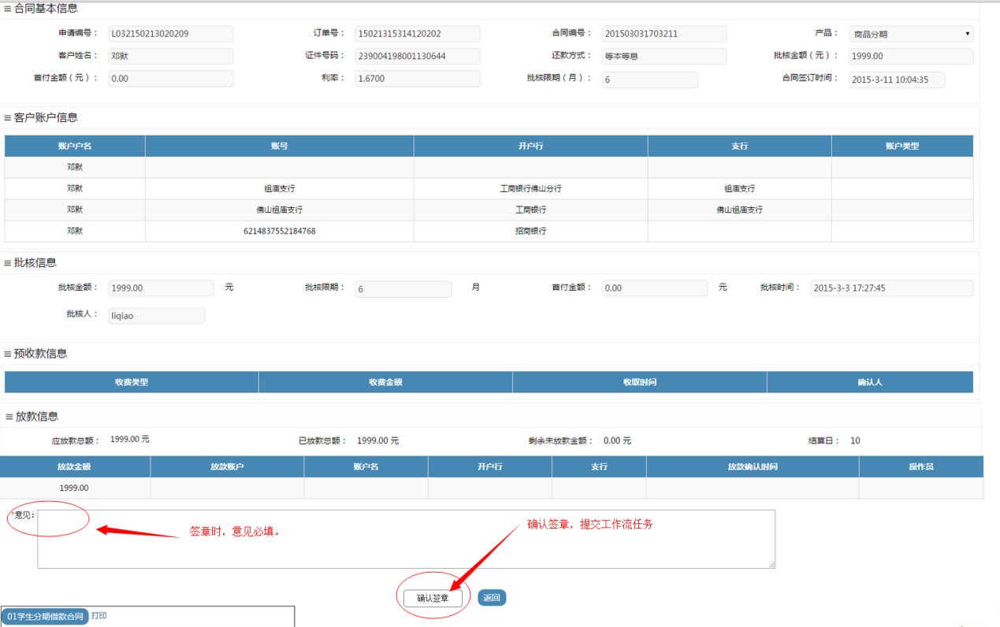 合同基本信息
申请编号： L032150213020209 订单号： 15021315314120202 合同编号： 201503031703211 产品： 商品分期
客户姓名： 邓默 证件号码： 239004198001130644 还款方式： 等本等息 批核金额（元）： 1999.00
首付金额（元）： 0.00 利率： 1.6700 批核限期（月）： 6 合同签订时间： 2015-3-11 10:04:35
客户账户信息
账户户名 账号 开户行 支行 账户类型
邓默
邓默 祖庙支行 工商银行佛山分行 祖庙支行
邓默 佛山祖庙支行 工商银行 佛山祖庙支行
邓默 6214837552184768 招商银行
批核信息
批核金额： 1999.00 元 批核限期： 6 月 首付金额： 0.00 元 批核时间： 2015-3-3 17:27:45
批核人： liqiao
预收款信息
收费类型 收费金额 收取时间 确认人
放款信息
应放款总额： 1999.00 元 已放款总额： 1999.00 元 剩余未放款金额： 0.00 元 结算日： 10
放款金额 放款账户 账户名 开户行 支行 放款确认时间 操作员
1999.00
*意见：
签章时，意见必填。
确认签章，提交工作流任务
确认签章 返回
01学生分期借款合同 打印